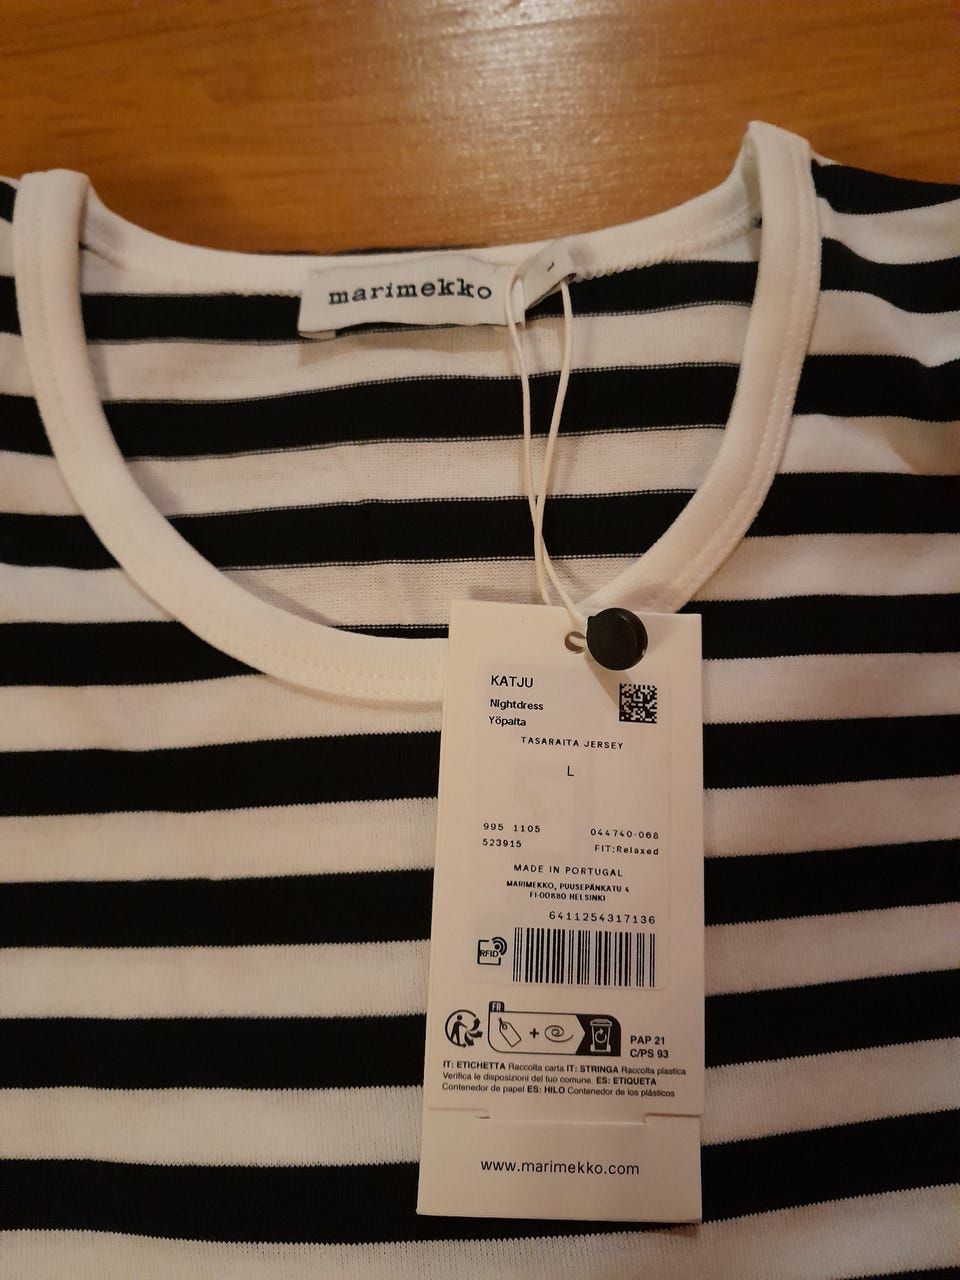 marimekko
L
KATJU
Nightdress
Yöpaita
TASARAITA JERSEY
L
995 1105
044740-068
523915
FIT:Relaxed
MADE IN PORTUGAL
MARIMEKKO, PUUSEPÄNKATU 4
FI-00880 HELSINKI
6411254317136
RFID
FR
PAP 21
C/PS 93
IT: ETICHETTA Raccolta carta IT: STRINGA Raccolta plastica
Verifica le disposizioni del tuo comune. ES: ETIQUETA
Contenedor de papel ES: HILO Contenedor de los plásticos
www.marimekko.com